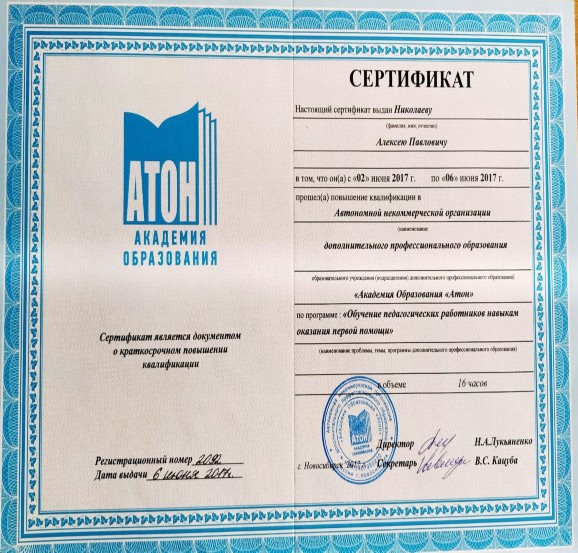 АТОН
АКАДЕМИЯ
ОБРАЗОВАНИЯ
Сертификат является документом
о краткосрочном повышении
квалификации
Регистрационный номер 2092
Дата выдачи 6 июня 2017г.
СЕРТИФИКАТ
Настоящий сертификат выдан Николаеву
(фамилия, имя, отчество)
Алексею Павловичу
в том, что он(а) с «02» июня 2017 г. по «06» июня 2017 г.
прошел(а) повышение квалификации в
Автономной некоммерческой организации
(наименование
дополнительного профессионального образования
образовательного учреждения (подразделения) дополнительного профессионального образования)
«Академия Образования «Атон»
по программе : «Обучение педагогических работников навыкам
оказания первой помощи»
(наименование проблемы, темы, программы дополнительного профессионального образования)
в объеме 16 часов
АТОН
АКАДЕМИЯ
ОБРАЗОВАНИЯ
Директор Н.А.Лукьяненко
г. Новосибирск, 2017 Секретарь В.С. Кацуба